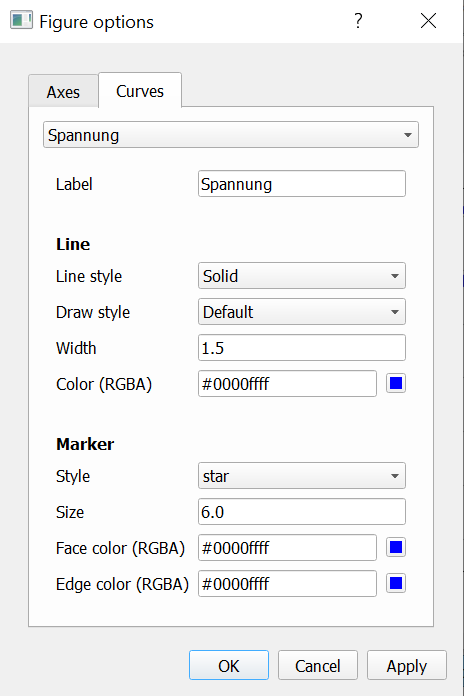 Figure options
?
Axes
Curves
Spannung
Label
Spannung
Line
Line style
Solid
Draw style
Default
Width
1.5
Color (RGBA)
#0000ffff
Marker
Style
star
Size
6.0
Face color (RGBA)
#0000ffff
Edge color (RGBA)
#0000ffff
OK
Cancel
Apply